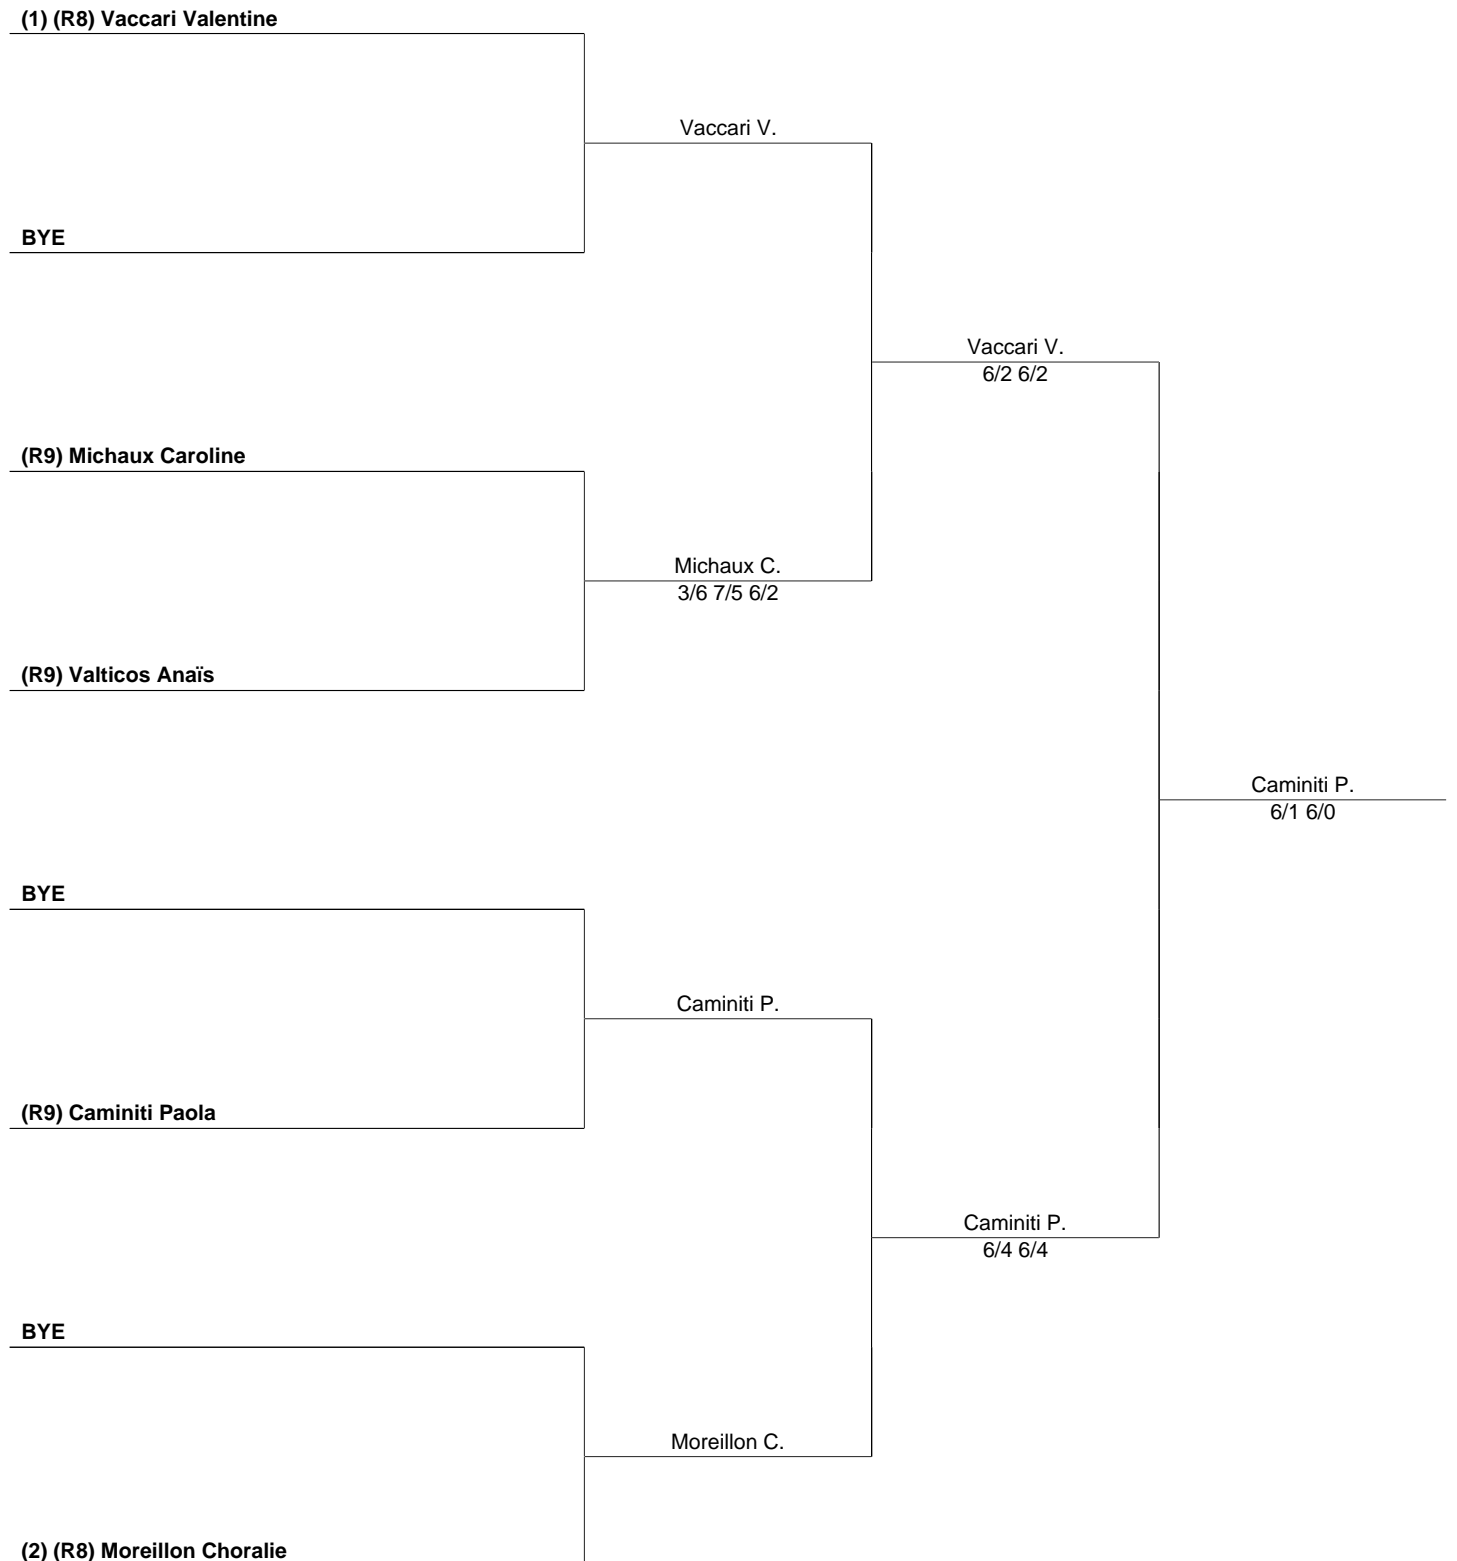 (1) (R8) Vaccari Valentine
Vaccari V.
BYE
Vaccari V.
6/2 6/2
(R9) Michaux Caroline
Michaux C.
3/6 7/5 6/2
(R9) Valticos Anaïs
Caminiti P.
6/1 6/0
BYE
Caminiti P.
(R9) Caminiti Paola
Caminiti P.
6/4 6/4
BYE
Moreillon C.
(2) (R8) Moreillon Choralie